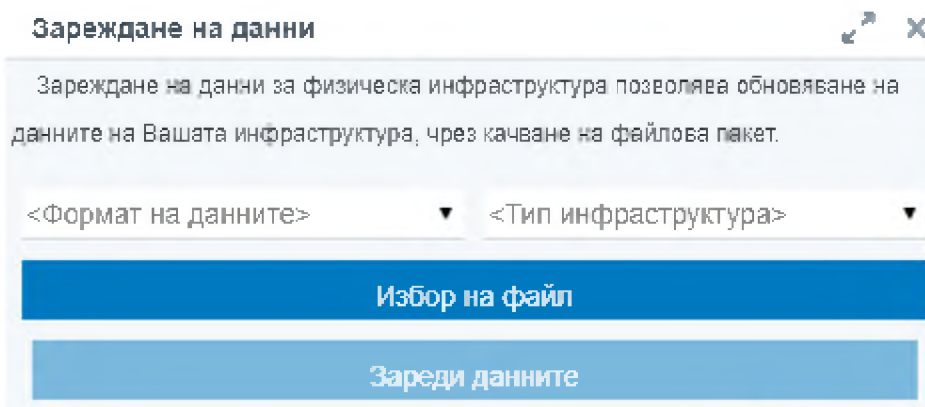 Зареждане на данни
Зареждане на данни за физическа инфраструктура позволява обновяване на
данните на Вашата инфраструктура, чрез качване на файлова пакет.
<Формат на данните> <Тип инфраструктура>
Избор на файл
Зареди данните